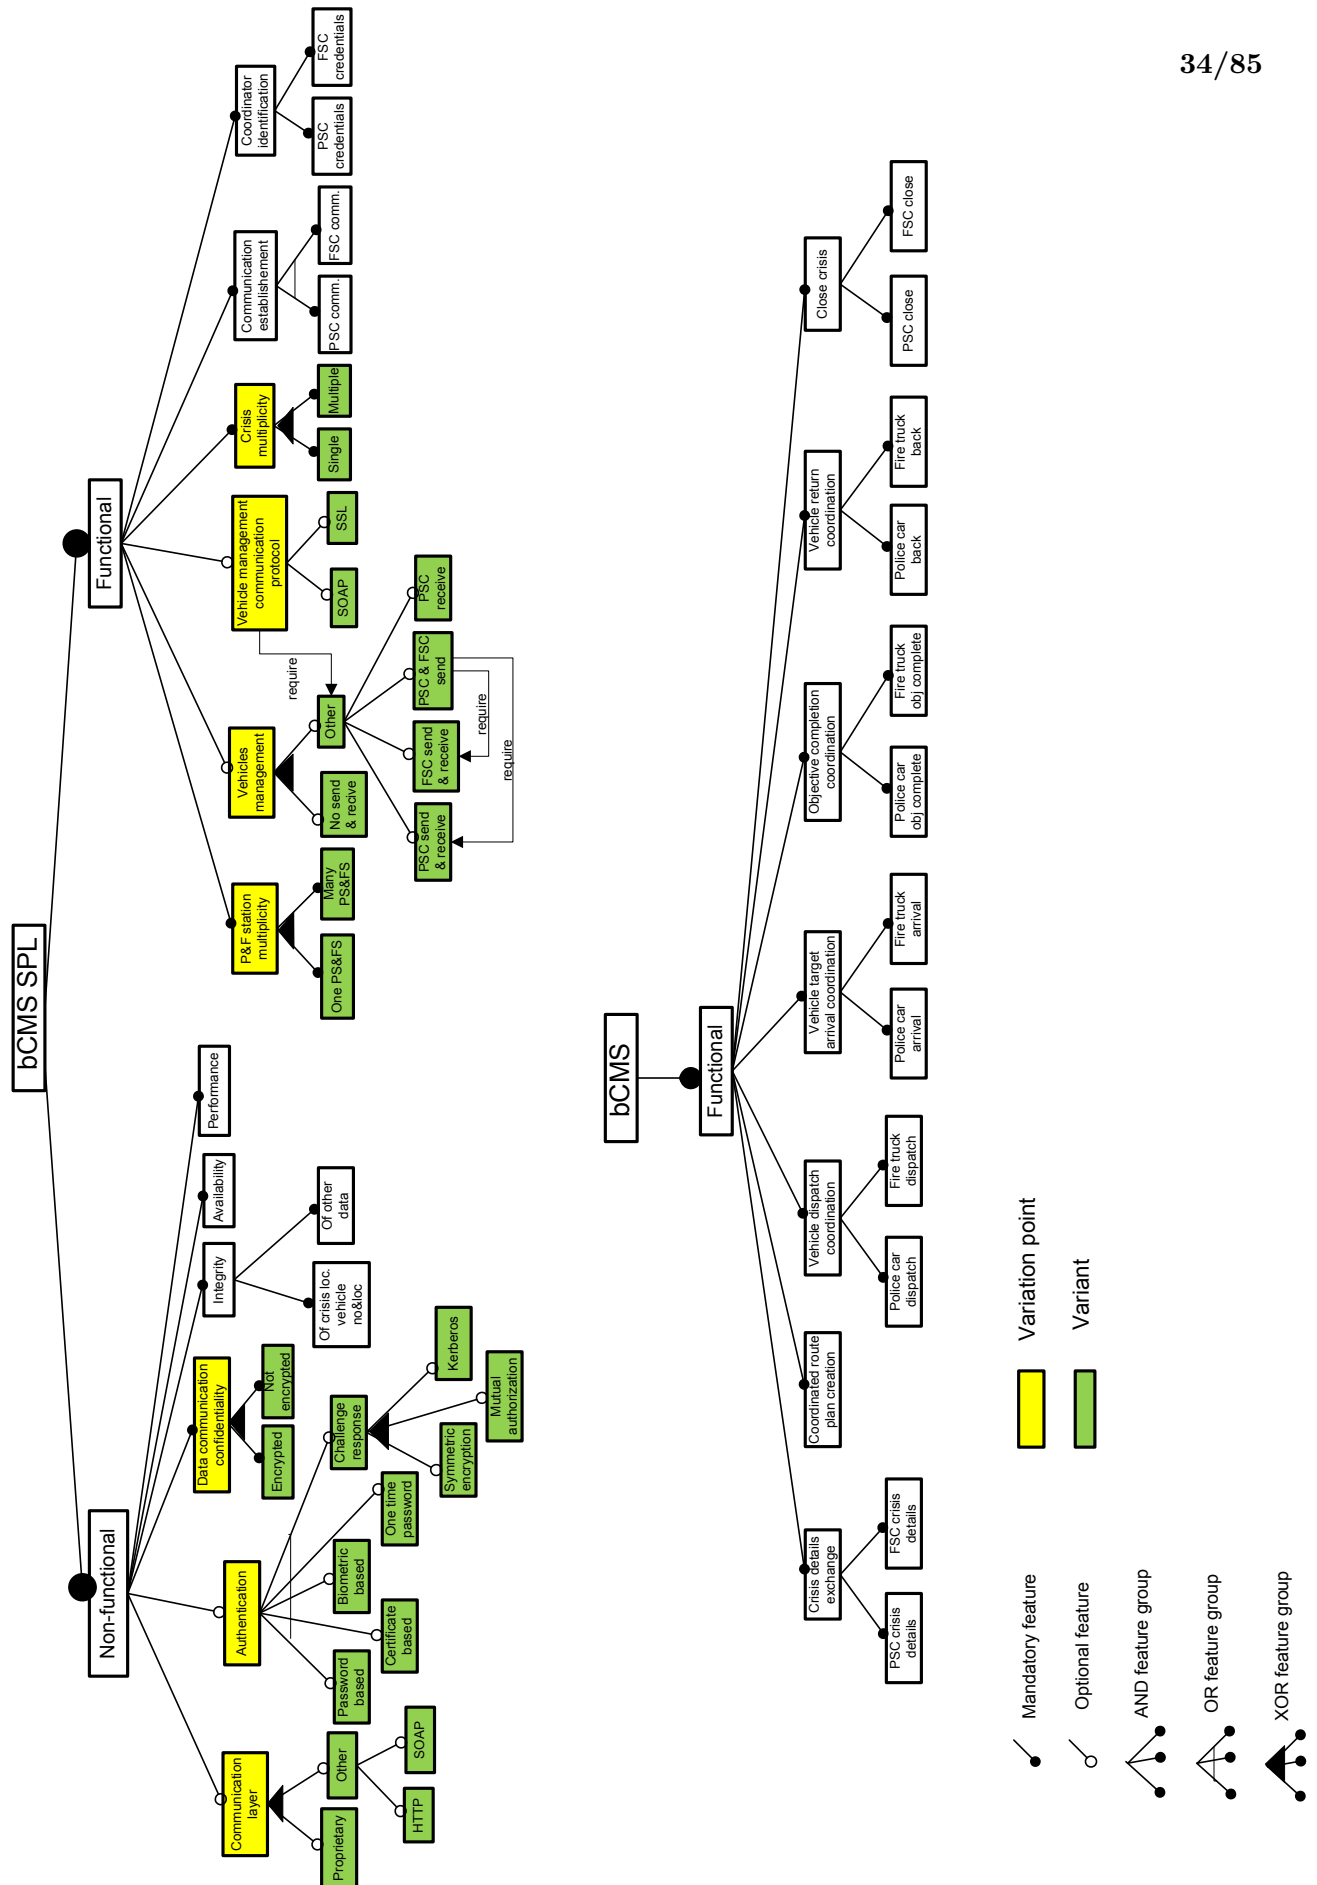 34/85
bCMS SPL
Non-functional
Functional
Communication
layer
Proprietary
Other
HTTP
SOAP
Authentication
Password
based
Certificate
based
Biometric
based
One time
password
Challenge
response
Symmetric
encryption
Mutual
authorization
Kerberos
Data communication
confidentiality
Encrypted
Not
encrypted
Integrity
Of crisis loc.
vehicle
no&loc
Of other
data
Availability
Performance
P&F station
multiplicity
One PS&FS
Many
PS&FS
Vehicles
management
No send
& recive
Other
require
PSC send
& receive
FSC send
& receive
PSC & FSC
send
PSC
receive
require
require
Vehicle management
communication
protocol
SOAP
SSL
Crisis
multiplicity
Single
Multiple
Communication
establishement
PSC comm.
FSC comm.
Coordinator
identification
PSC
credentials
FSC
credentials
bCMS
Functional
Crisis details
exchange
PSC crisis
details
FSC crisis
details
Coordinated route
plan creation
Vehicle dispatch
coordination
Police car
dispatch
Fire truck
dispatch
Vehicle target
arrival coordination
Police car
arrival
Fire truck
arrival
Objective completion
coordination
Police car
obj complete
Fire truck
obj complete
Vehicle return
coordination
Police car
back
Fire truck
back
Close crisis
PSC close
FSC close
Mandatory feature
Optional feature
AND feature group
OR feature group
XOR feature group
Variation point
Variant